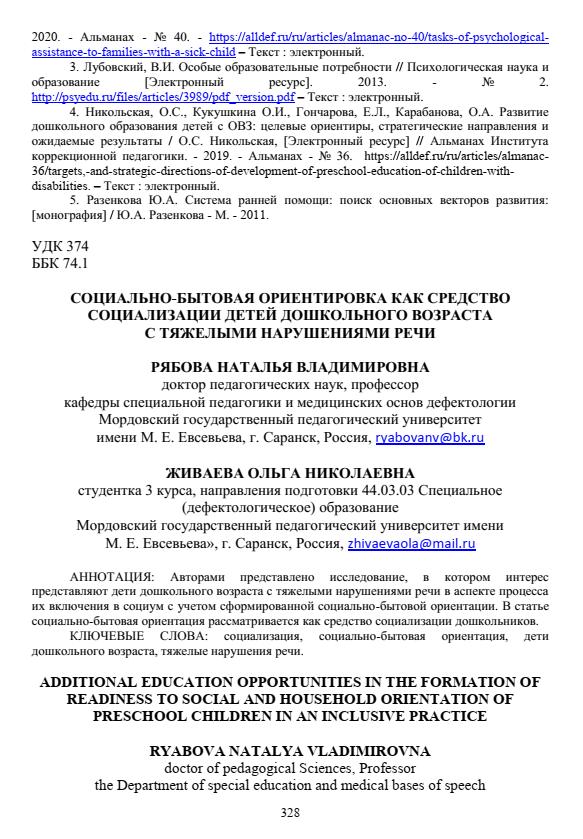 2020. - Альманах - № 40. - https://alldef.ru/ru/articles/almanac-no-40/tasks-of-psychological-
assistance-to-families-with-a-sick-child – Текст : электронный.
3. Лубовский, В.И. Особые образовательные потребности // Психологическая наука и
образование [Электронный ресурс]. 2013. - № 2.
http://psyedu.ru/files/articles/3989/pdf_version.pdf – Текст : электронный.
4. Никольская, О.С., Кукушкина О.И., Гончарова, Е.Л., Карабанова, О.А. Развитие
дошкольного образования детей с ОВЗ: целевые ориентиры, стратегические направления и
ожидаемые результаты / О.С. Никольская, [Электронный ресурс] // Альманах Института
коррекционной педагогики. - 2019. - Альманах - № 36. https://alldef.ru/ru/articles/almanac-
36/targets,-and-strategic-directions-of-development-of-preschool-education-of-children-with-
disabilities. – Текст : электронный.
5. Разенкова Ю.А. Система ранней помощи: поиск основных векторов развития:
[монография] / Ю.А. Разенкова - М. - 2011.
УДК 374
ББК 74.1
СОЦИАЛЬНО-БЫТОВАЯ ОРИЕНТИРОВКА КАК СРЕДСТВО
СОЦИАЛИЗАЦИИ ДЕТЕЙ ДОШКОЛЬНОГО ВОЗРАСТА
С ТЯЖЕЛЫМИ НАРУШЕНИЯМИ РЕЧИ
РЯБОВА НАТАЛЬЯ ВЛАДИМИРОВНА
доктор педагогических наук, профессор
кафедры специальной педагогики и медицинских основ дефектологии
Мордовский государственный педагогический университет
имени М. Е. Евсевьева, г. Саранск, Россия, ryabovanv@bk.ru
ЖИВАЕВА ОЛЬГА НИКОЛАЕВНА
студентка 3 курса, направления подготовки 44.03.03 Специальное
(дефектологическое) образование
Мордовский государственный педагогический университет имени
М. Е. Евсевьева», г. Саранск, Россия, zhivaevaola@mail.ru
АННОТАЦИЯ: Авторами представлено исследование, в котором интерес
представляют дети дошкольного возраста с тяжелыми нарушениями речи в аспекте процесса
их включения в социум с учетом сформированной социально-бытовой ориентации. В статье
социально-бытовая ориентация рассматривается как средство социализации дошкольников.
КЛЮЧЕВЫЕ СЛОВА: социализация, социально-бытовая ориентация, дети
дошкольного возраста, тяжелые нарушения речи.
ADDITIONAL EDUCATION OPPORTUNITIES IN THE FORMATION OF
READINESS TO SOCIAL AND HOUSEHOLD ORIENTATION OF
PRESCHOOL CHILDREN IN AN INCLUSIVE PRACTICE
RYABOVA NATALYA VLADIMIROVNA
doctor of pedagogical Sciences, Professor
the Department of special education and medical bases of speech
328